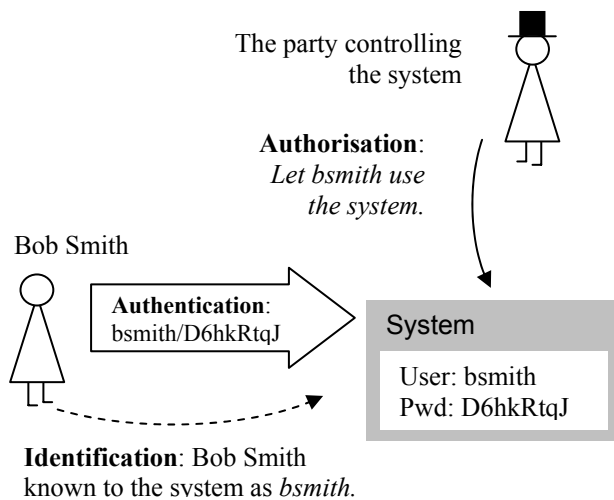 The party controlling
the system
Authorisation:
Let bsmith use
the system.
Bob Smith
Authentication:
bsmith/D6hkRtqJ
System
User: bsmith
Pwd: D6hkRtqJ
Identification: Bob Smith
known to the system as bsmith.